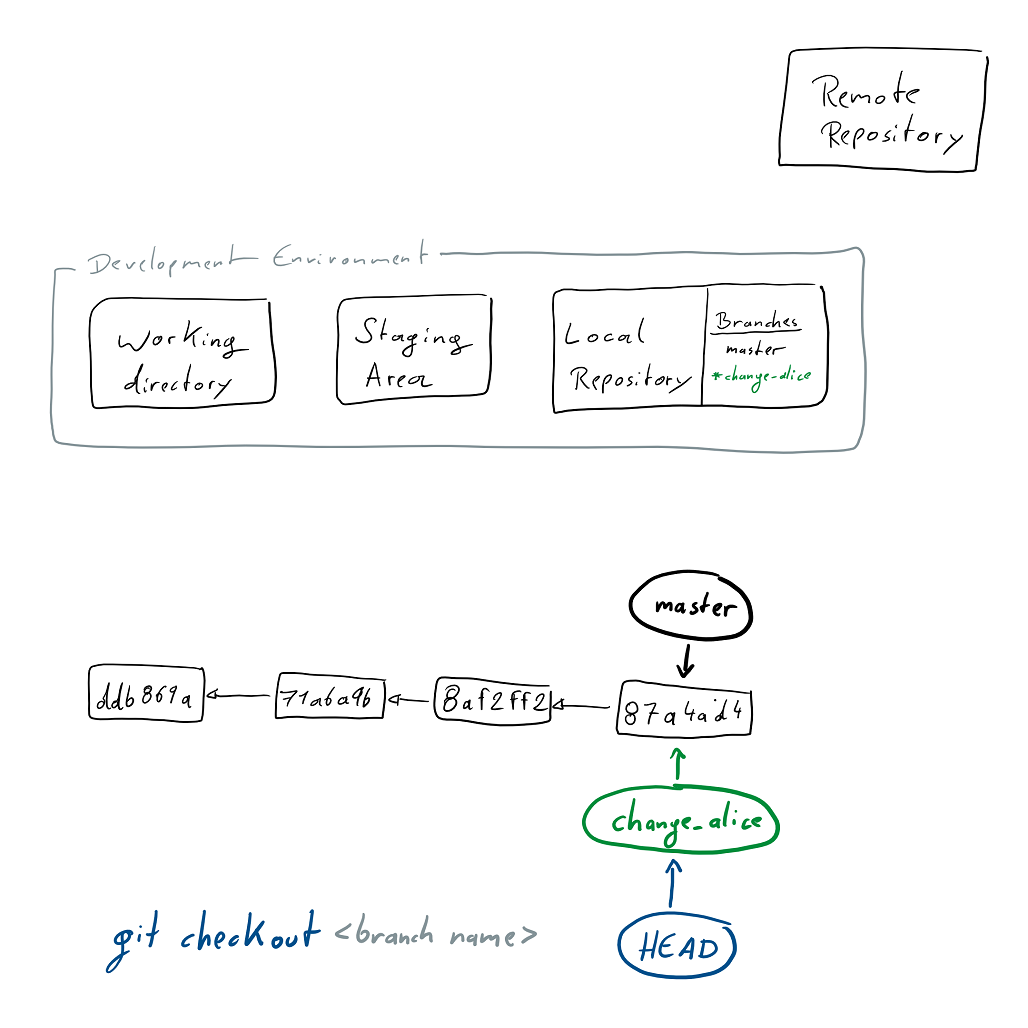 Remote
Repository
Development Environment
Working
directory
Staging
Area
Local
Repository
Branches
master
*change-alice
master
ddb869a
71a6a96
8af2ff2
87a4ad4
change_alice
git checkout <branch name>
HEAD